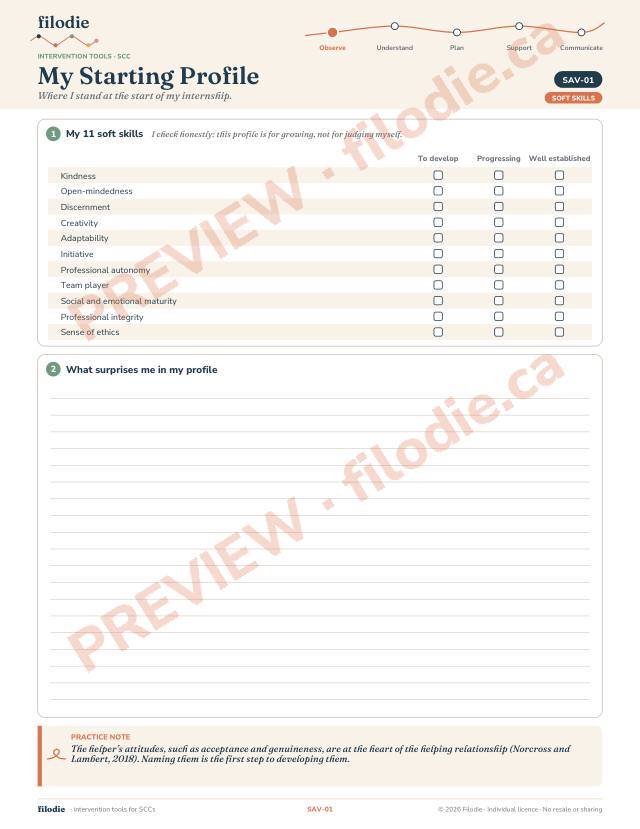 filodie
INTERVENTION TOOLS · SCC
Observe Understand Plan Support Communicate
My Starting Profile
Where I stand at the start of my internship.
SAV-01
SOFT SKILLS
1 My 11 soft skills I check honestly: this profile is for growing, not for judging myself.
To develop Progressing Well established
Kindness
Open-mindedness
Discernment
Creativity
Adaptability
Initiative
Professional autonomy
Team player
Social and emotional maturity
Professional integrity
Sense of ethics
PREVIEW · filodie.ca
2 What surprises me in my profile
PREVIEW · filodie.ca
PRACTICE NOTE
The helper's attitudes, such as acceptance and genuineness, are at the heart of the helping relationship (Norcross and
Lambert, 2018). Naming them is the first step to developing them.
filodie · intervention tools for SCCs SAV-01 © 2026 Filodie · Individual licence · No resale or sharing